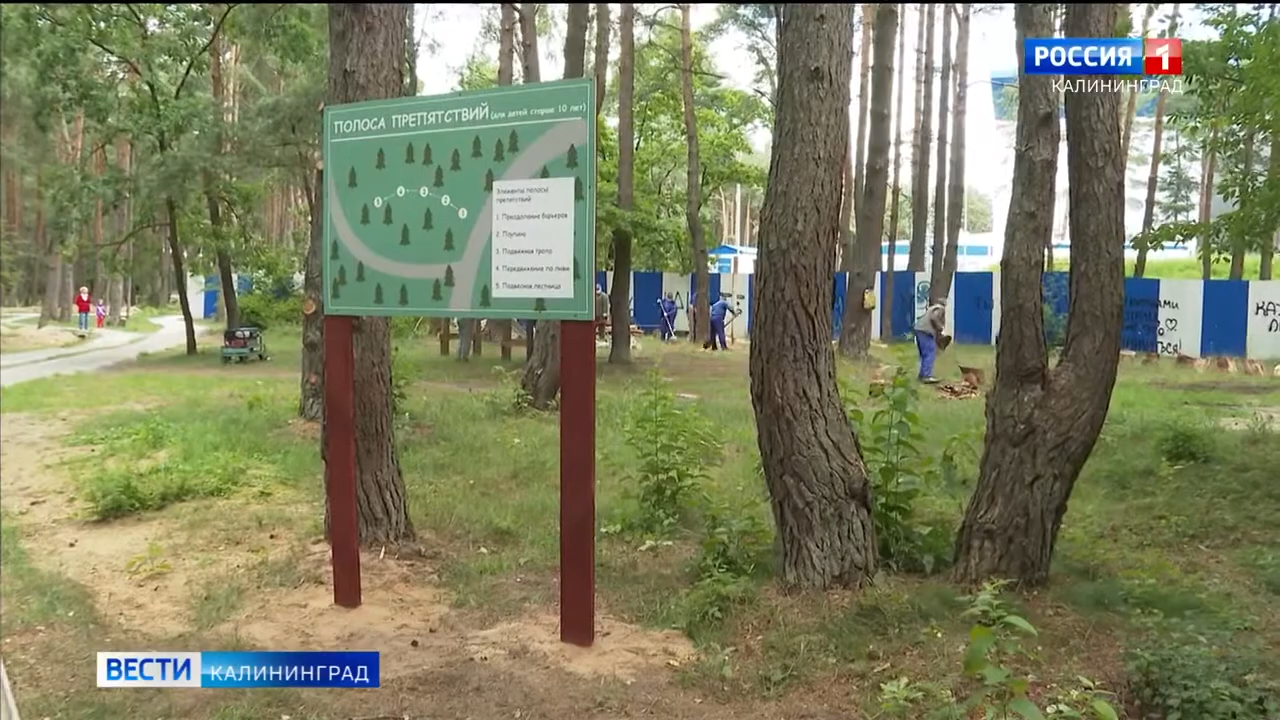 РОССИЯ 1
КАЛИНИНГРАД
ПОЛОСА ПРЕПЯТСТВИЙ (для детей старше 10 лет)
Элементы полосы
препятствий
1. Преодоление барьеров
2. Паутина
3. Подвижная тропа
4. Передвижение по пням
5. Подвесная лестница
ВЕСТИ КАЛИНИНГРАД